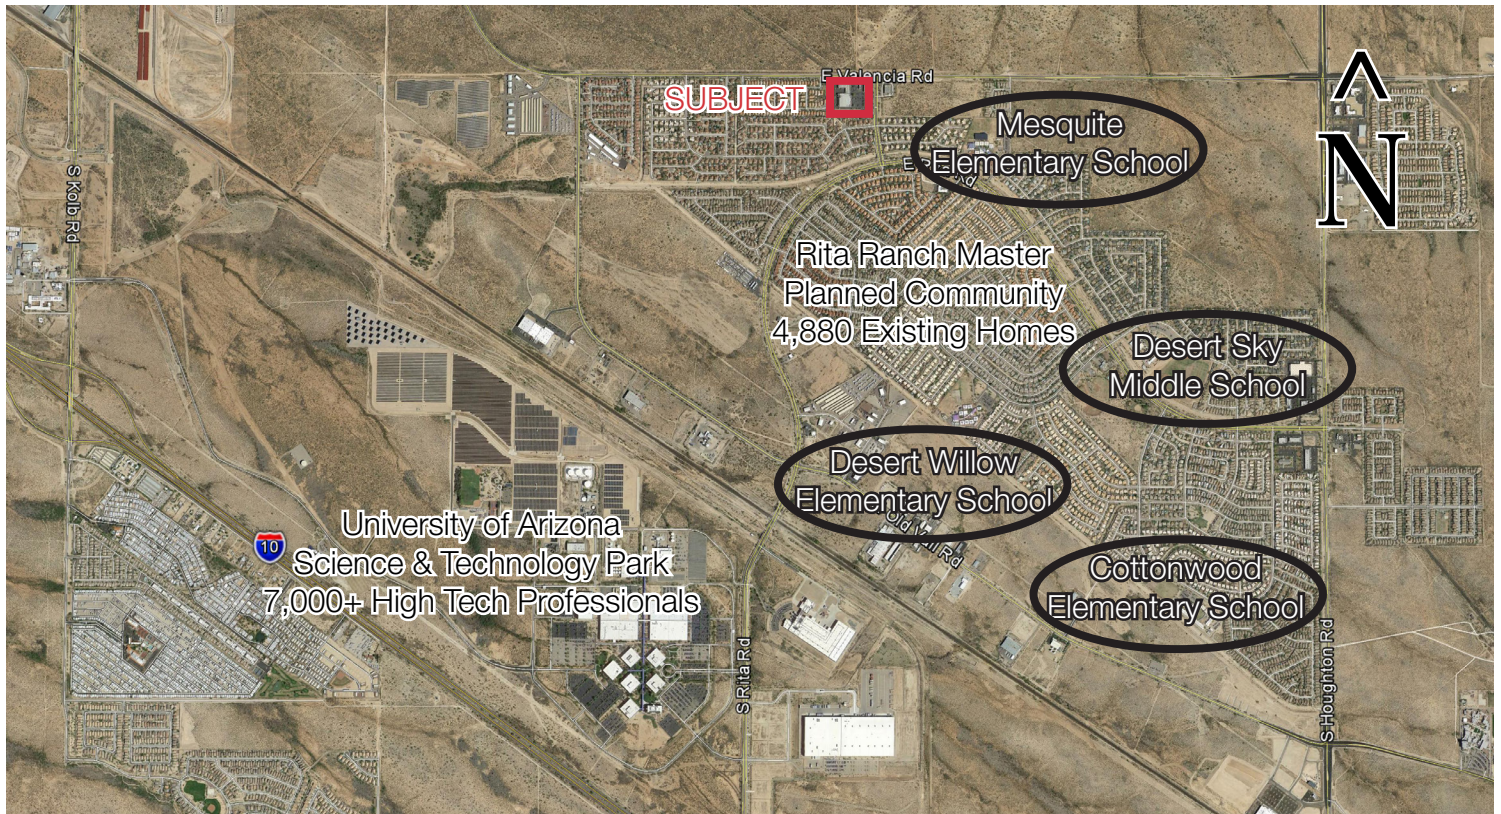 E Valencia Rd
SUBJECT
Mesquite
Elementary School
N
S Kolb Rd
Rita Ranch Master
Planned Community
4,880 Existing Homes
Desert Sky
Middle School
Desert Willow
Elementary School
University of Arizona
Science & Technology Park
7,000+ High Tech Professionals
10
Old Vail Rd
Cottonwood
Elementary School
S Rita Rd
S Houghton Rd